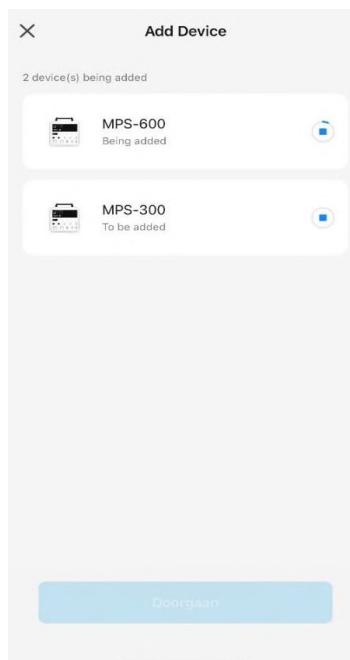 Add Device
2 device(s) being added
MPS-600
Being added
MPS-300
To be added
Doorgaan